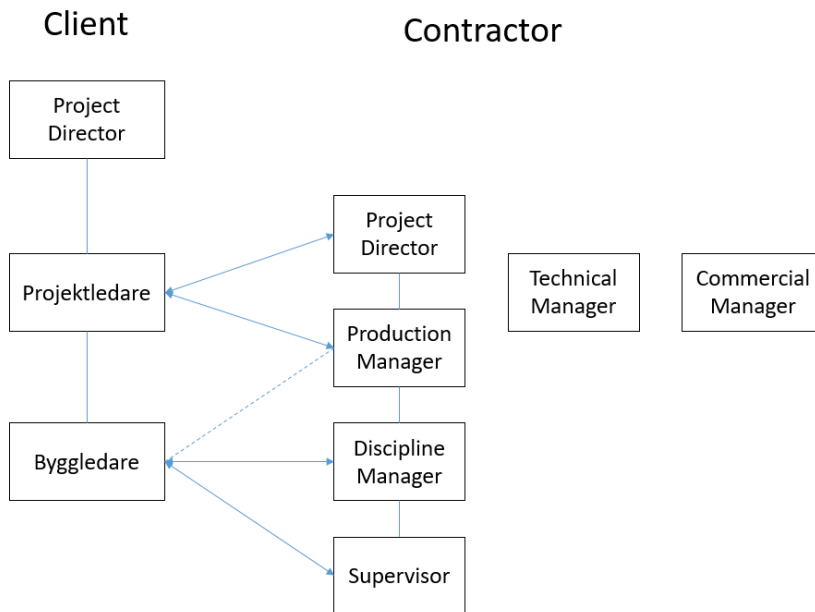 Client
Contractor
Project
Director
Project
Director
Projektledare
Technical
Manager
Commercial
Manager
Production
Manager
Byggledare
Discipline
Manager
Supervisor